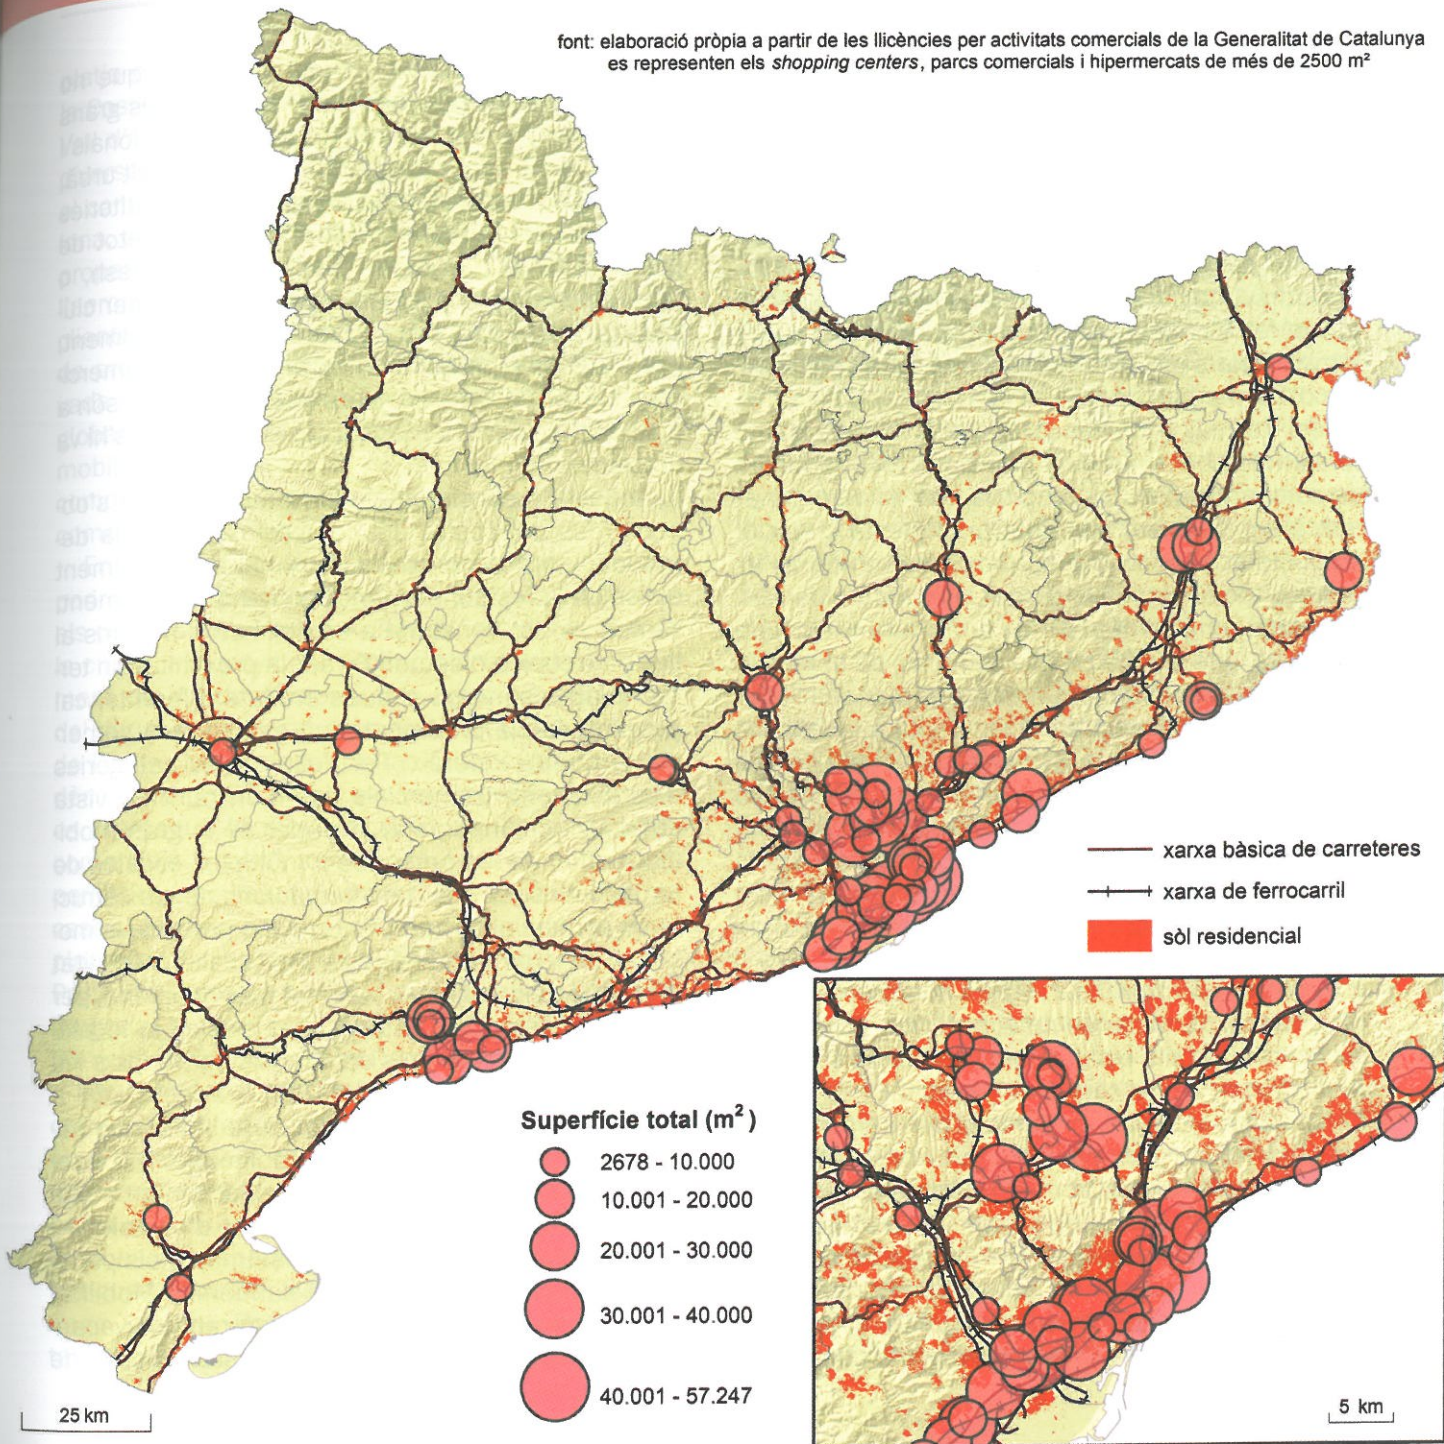 font: elaboració pròpia a partir de les llicències per activitats comercials de la Generalitat de Catalunya
es representen els shopping centers, parcs comercials i hipermercats de més de 2500 m²
xarxa bàsica de carreteres
xarxa de ferrocarril
sòl residencial
Superfície total (m²)
2678 - 10.000
10.001 - 20.000
20.001 - 30.000
30.001 - 40.000
40.001 - 57.247
25 km
5 km